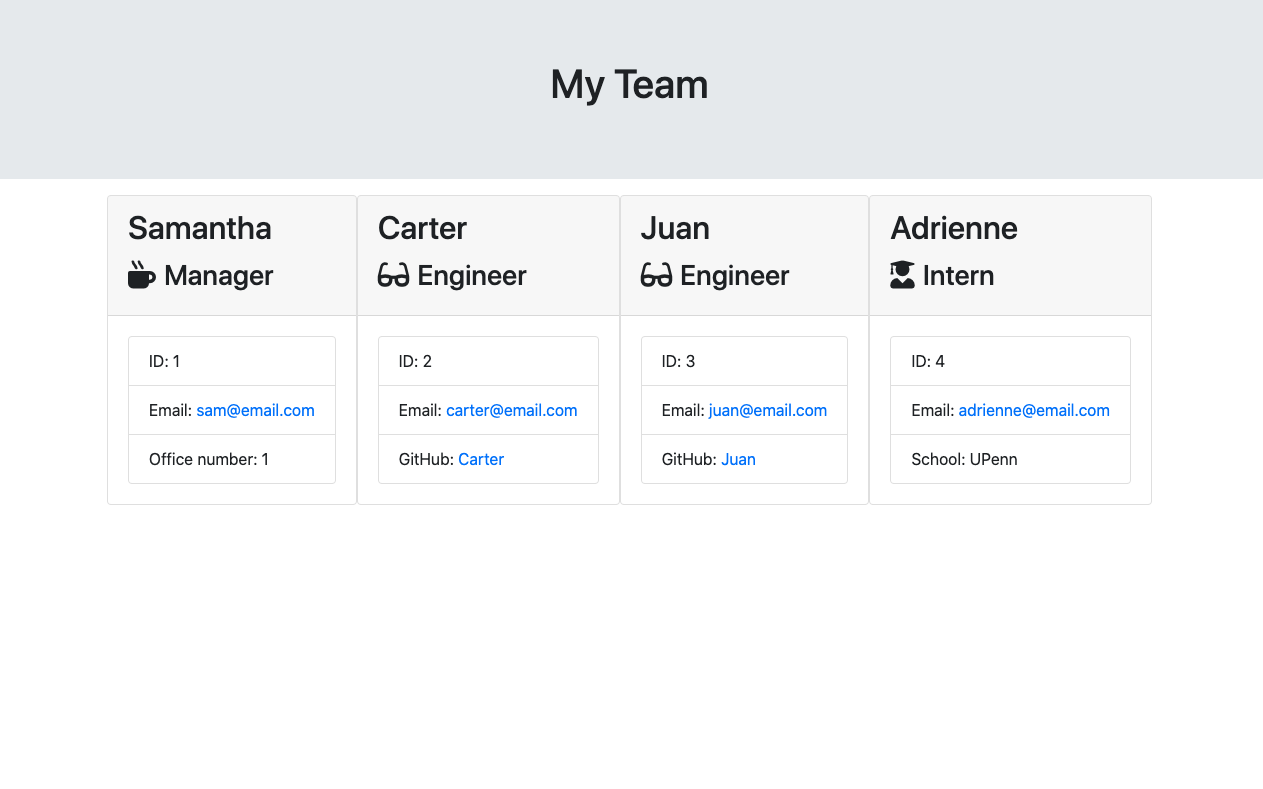 My Team
Samantha
Manager
ID: 1
Email: sam@email.com
Office number: 1
Carter
Engineer
ID: 2
Email: carter@email.com
GitHub: Carter
Juan
Engineer
ID: 3
Email: juan@email.com
GitHub: Juan
Adrienne
Intern
ID: 4
Email: adrienne@email.com
School: UPenn